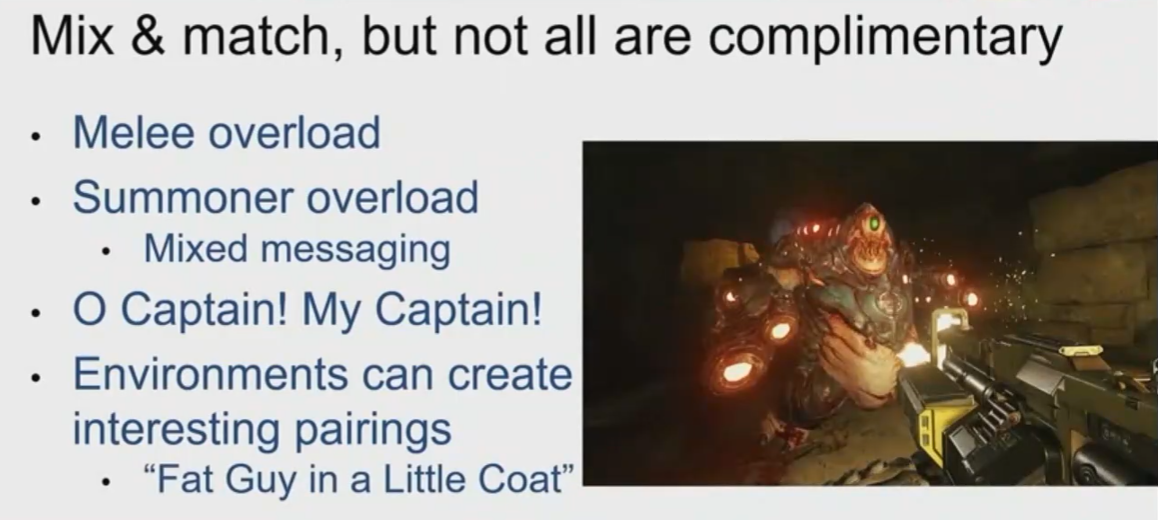 Mix & match, but not all are complimentary
• Melee overload
• Summoner overload
• Mixed messaging
• O Captain! My Captain!
• Environments can create
interesting pairings
• “Fat Guy in a Little Coat”